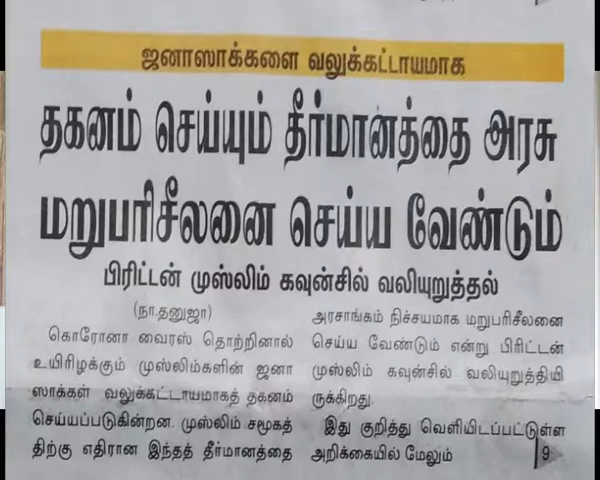 ஜனாஸாக்களை வலுக்கட்டாயமாக
தகனம் செய்யும் தீர்மானத்தை அரசு
மறுபரிசீலனை செய்ய வேண்டும்
பிரிட்டன் முஸ்லிம் கவுன்சில் வலியுறுத்தல்
(நா.தனுஜா)
கொரோனா வைரஸ் தொற்றினால்
உயிரிழக்கும் முஸ்லிம்களின் ஜனா
ஸாக்கள் வலுக்கட்டாயமாகத் தகனம்
செய்யப்படுகின்றன. முஸ்லிம் சமூகத்
திற்கு எதிரான இந்தத் தீர்மானத்தை
அரசாங்கம் நிச்சயமாக மறுபரிசீலனை
செய்ய வேண்டும் என்று பிரிட்டன்
முஸ்லிம் கவுன்சில் வலியுறுத்தியி
ருக்கிறது.
இது குறித்து வெளியிடப்பட்டுள்ள
அறிக்கையில் மேலும்
9